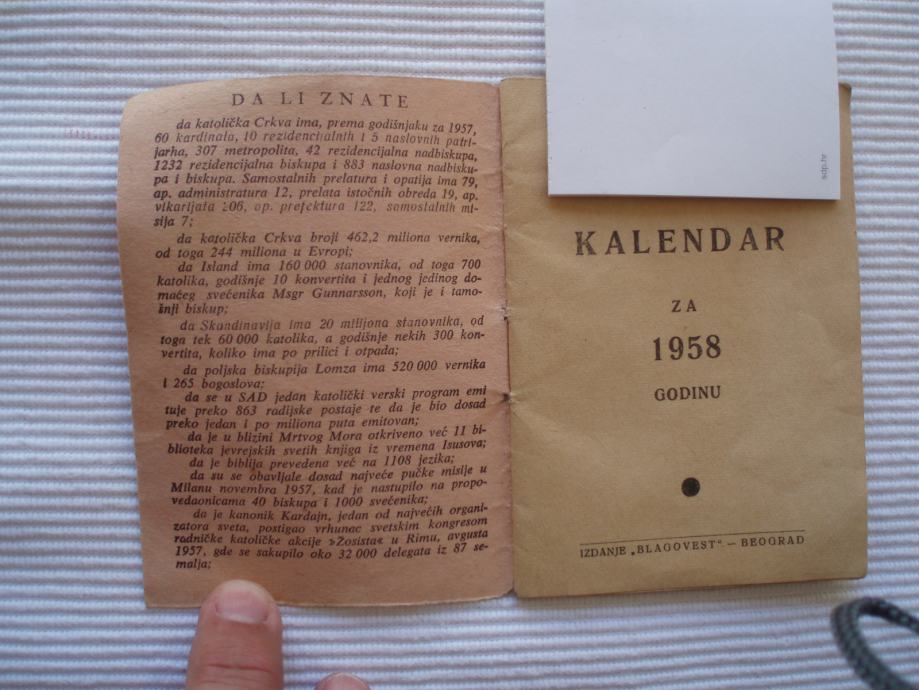 DA LI ZNATE
da katolička Crkva ima, prema godišnjaku za 1957,
60 kardinala, 10 rezidencijalnih i 5 naslovnih patri-
jarha, 307 metropolita, 42 rezidencijalna nadbiskupa,
1232 rezidencijalna biskupa i 883 naslovna nadbisku-
pa i biskupa. Samostalnih prelatura i opatija ima 79,
ap. administratura 12, prelata istočnih obreda 19, ap.
vikarijata 206, ap. prefektura 122, samostalnih mi-
sija 7;
da katolička Crkva broji 462,2 miliona vernika,
od toga 244 miliona u Evropi;
da Island ima 160 000 stanovnika, od toga 700
katolika, godišnje 10 konvertita i jednog jedinog do-
maćeg svećenika Msgr Gunnarsson, koji je i tamo-
šnji biskup;
da Skandinavija ima 20 milijona stanovnika, od
toga tek 60 000 katolika, a godišnje nekih 300 kon-
vertita, koliko ima po prilici i otpada;
da poljska biskupija Lomza ima 520 000 vernika
i 265 bogoslova;
da se u SAD jedan katolički verski program emi
tuje preko 863 radijske postaje te da je bio dosad
preko jedan i po miliona puta emitovan;
da je u blizini Mrtvog Mora otkriveno već 11 bi-
blioteka jevrejskih svetih knjiga iz vremena Isusova;
da je biblija prevedena već na 1108 jezika;
da su se obavljale dosad najveće pučke misije u
Milanu novembra 1957, kad je nastupilo na propo-
vedaonicama 40 biskupa i 1000 svećenika;
da je kanonik Kardajn, jedan od najvećih organi-
zatora sveta, postigao vrhunac svetskim kongresom
radničke katoličke akcije »Žosista« u Rimu, avgusta
1957, gde se sakupilo oko 32 000 delegata iz 87 se-
malja;
sdp.hr
KALENDAR
ZA
1958
GODINU
IZDANJE „BLAGOVEST" — BEOGRAD